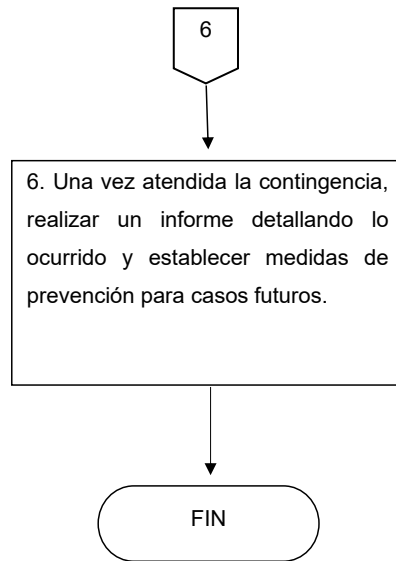 6
6. Una vez atendida la contingencia,
realizar un informe detallando lo
ocurrido y establecer medidas de
prevención para casos futuros.
FIN